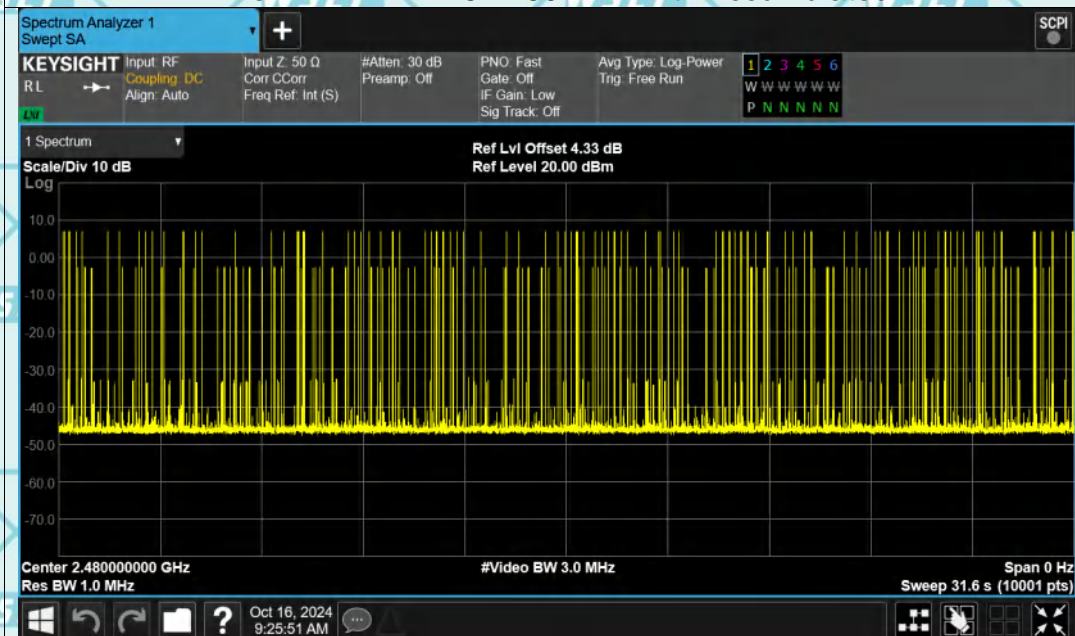 Spectrum Analyzer 1
Swept SA
+
SCPI
KEYSIGHT Input: RF Input Z: 50 Ω #Atten: 30 dB PNO: Fast Avg Type: Log-Power 1 2 3 4 5 6
RL Coupling: DC Corr CCorr Preamp: Off Gate: Off Trig: Free Run W W W W W W
Align: Auto Freq Ref: Int (S) IF Gain: Low P N N N N N
LXI Sig Track: Off
1 Spectrum
Ref Lvl Offset 4.33 dB
Scale/Div 10 dB Ref Level 20.00 dBm
Log
10.0
0.00
-10.0
-20.0
-30.0
-40.0
-50.0
-60.0
-70.0
Center 2.480000000 GHz #Video BW 3.0 MHz Span 0 Hz
Res BW 1.0 MHz Sweep 31.6 s (10001 pts)
? Oct 16, 2024
9:25:51 AM